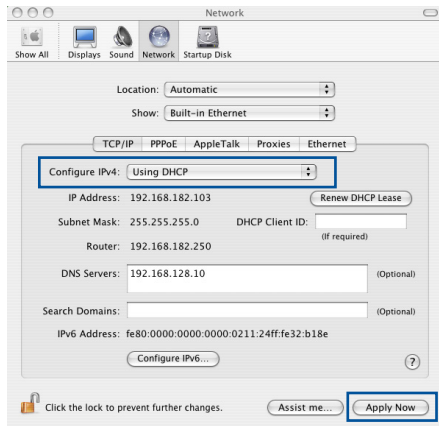 Network
Show All Displays Sound Network Startup Disk
Location: Automatic
Show: Built-in Ethernet
TCP/IP PPPoE AppleTalk Proxies Ethernet
Configure IPv4: Using DHCP
IP Address: 192.168.182.103 Renew DHCP Lease
Subnet Mask: 255.255.255.0 DHCP Client ID:
(If required)
Router: 192.168.182.250
DNS Servers: 192.168.128.10 (Optional)
Search Domains: (Optional)
IPv6 Address: fe80:0000:0000:0000:0211:24ff:fe32:b18e
Configure IPv6...
?
Click the lock to prevent further changes. Assist me... Apply Now